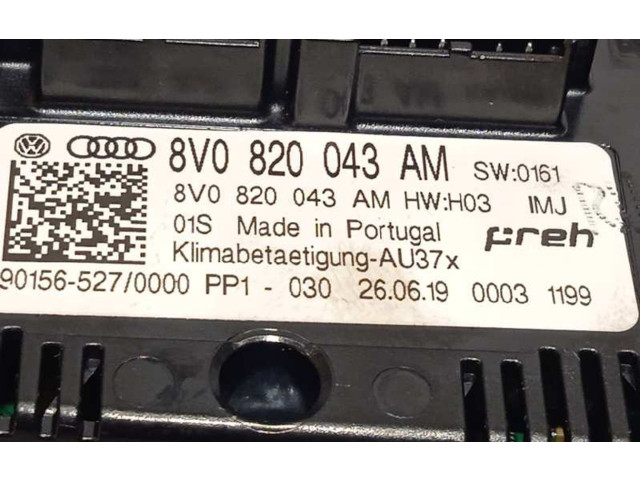 8V0 820 043 AM SW:0161
8V0 820 043 AM HW:H03 IMJ
01S Made in Portugal preh
Klimabetaetigung-AU37x
90156-527/0000 PP1 - 030 26.06.19 0003 1199